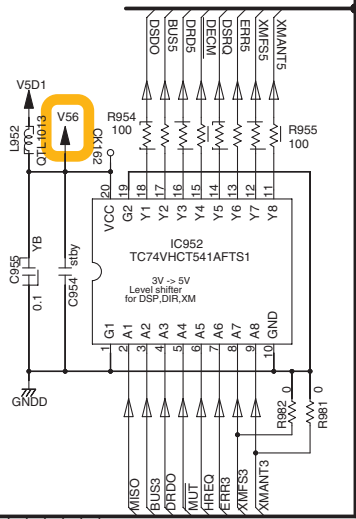 DSDO
BUS5
DRD5
DECM
DSRQ
ERR5
XMFS5
XMANT5
V5D1
V56
L952
QTL1013
CK162
R954
100
R955
100
20
19
18
17
16
15
14
13
12
11
VCC
G2
Y1
Y2
Y3
Y4
Y5
Y6
Y7
Y8
IC952
TC74VHCT541AFTS1
3V -> 5V
Level shifter
for DSP,DIR,XM
C955
YB
0.1
C954
stby
G1
A1
A2
A3
A4
A5
A6
A7
A8
GND
1
2
3
4
5
6
7
8
9
10
GNDD
R982
0
R981
0
MISO
BUS3
DRDO
MUT
HREQ
ERR3
XMFS3
XMANT3